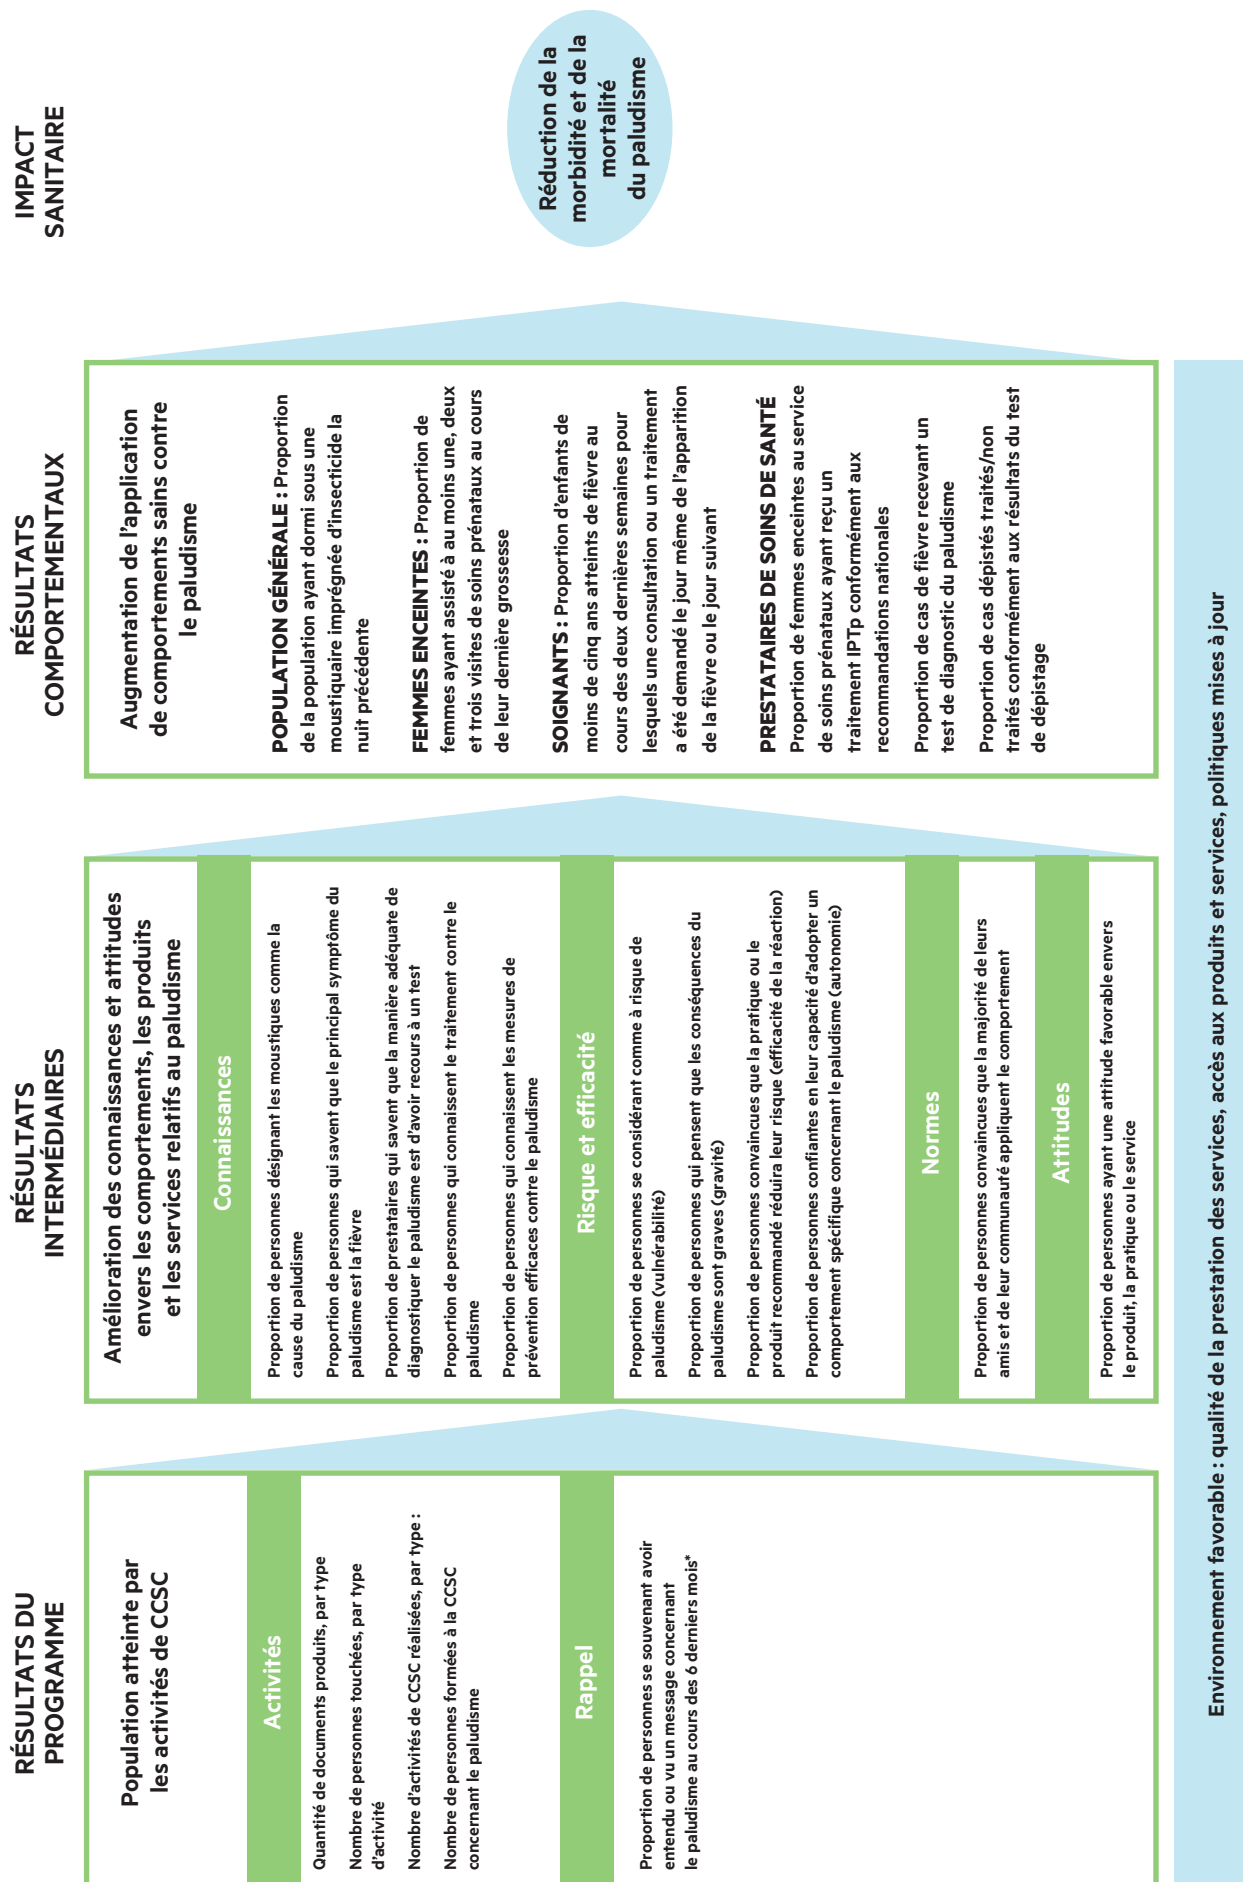 RÉSULTATS DU
PROGRAMME
Population atteinte par
les activités de CCSC
Activités
Quantité de documents produits, par type
Nombre de personnes touchées, par type
d’activité
Nombre d’activités de CCSC réalisées, par type :
Nombre de personnes formées à la CCSC
concernant le paludisme
Rappel
Proportion de personnes se souvenant avoir
entendu ou vu un message concernant
le paludisme au cours des 6 derniers mois*
RÉSULTATS
INTERMÉDIAIRES
Amélioration des connaissances et attitudes
envers les comportements, les produits
et les services relatifs au paludisme
Connaissances
Proportion de personnes désignant les moustiques comme la
cause du paludisme
Proportion de personnes qui savent que le principal symptôme du
paludisme est la fièvre
Proportion de prestataires qui savent que la manière adéquate de
diagnostiquer le paludisme est d’avoir recours à un test
Proportion de personnes qui connaissent le traitement contre le
paludisme
Proportion de personnes qui connaissent les mesures de
prévention efficaces contre le paludisme
Risque et efficacité
Proportion de personnes se considérant comme à risque de
paludisme (vulnérabilité)
Proportion de personnes qui pensent que les conséquences du
paludisme sont graves (gravité)
Proportion de personnes convaincues que la pratique ou le
produit recommandé réduira leur risque (efficacité de la réaction)
Proportion de personnes confiantes en leur capacité d’adopter un
comportement spécifique concernant le paludisme (autonomie)
Normes
Proportion de personnes convaincues que la majorité de leurs
amis et de leur communauté appliquent le comportement
Attitudes
Proportion de personnes ayant une attitude favorable envers
le produit, la pratique ou le service
RÉSULTATS
COMPORTEMENTAUX
Augmentation de l’application
de comportements sains contre
le paludisme
POPULATION GÉNÉRALE : Proportion
de la population ayant dormi sous une
moustiquaire imprégnée d’insecticide la
nuit précédente
FEMMES ENCEINTES : Proportion de
femmes ayant assisté à au moins une, deux
et trois visites de soins prénataux au cours
de leur dernière grossesse
SOIGNANTS : Proportion d’enfants de
moins de cinq ans atteints de fièvre au
cours des deux dernières semaines pour
lesquels une consultation ou un traitement
a été demandé le jour même de l’apparition
de la fièvre ou le jour suivant
PRESTATAIRES DE SOINS DE SANTÉ
Proportion de femmes enceintes au service
de soins prénataux ayant reçu un
traitement IPTp conformément aux
recommandations nationales
Proportion de cas de fièvre recevant un
test de diagnostic du paludisme
Proportion de cas dépistés traités/non
traités conformément aux résultats du test
de dépistage
IMPACT
SANITAIRE
Réduction de la
morbidité et de la
mortalité
du paludisme
Environnement favorable : qualité de la prestation des services, accès aux produits et services, politiques mises à jour